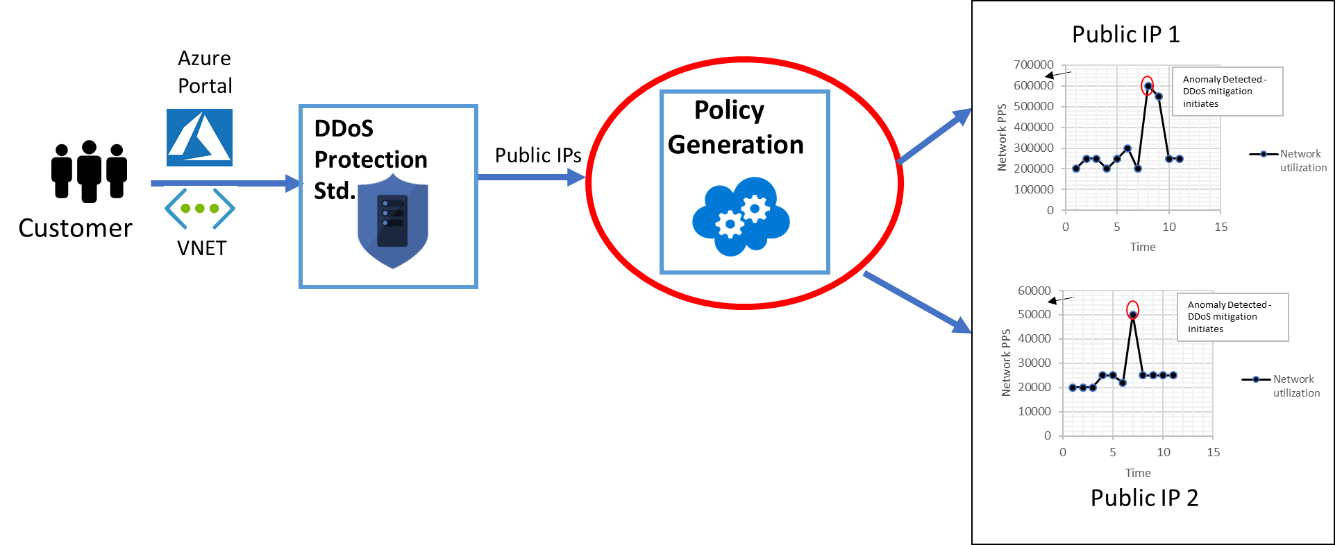 Azure
Portal
Customer
VNET
DDoS
Protection
Std.
Public IPs
Policy
Generation
Public IP 1
700000
600000
500000
400000
300000
200000
100000
0
Network PPS
0
5
10
15
Time
Anomaly Detected -
DDoS mitigation
initiates
Network
utilization
60000
50000
40000
30000
20000
10000
0
Network PPS
0
5
10
15
Time
Anomaly Detected -
DDoS mitigation
initiates
Network
utilization
Public IP 2